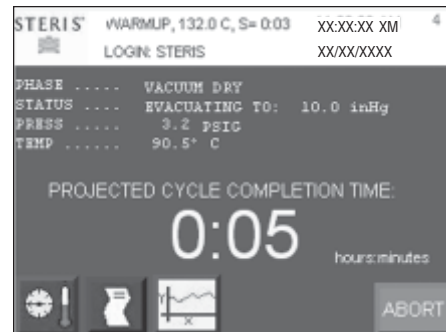 STERIS® WARMUP, 132.0 C, S= 0:03 XX:XX:XX XM 4
LOGIN: STERIS XX/XX/XXXX
PHASE ..... VACUUM DRY
STATUS .... EVACUATING TO: 10.0 inHg
PRESS ..... 3.2 PSIG
TEMP ...... 90.5° C
PROJECTED CYCLE COMPLETION TIME:
0:05 hours:minutes
Y X
ABORT